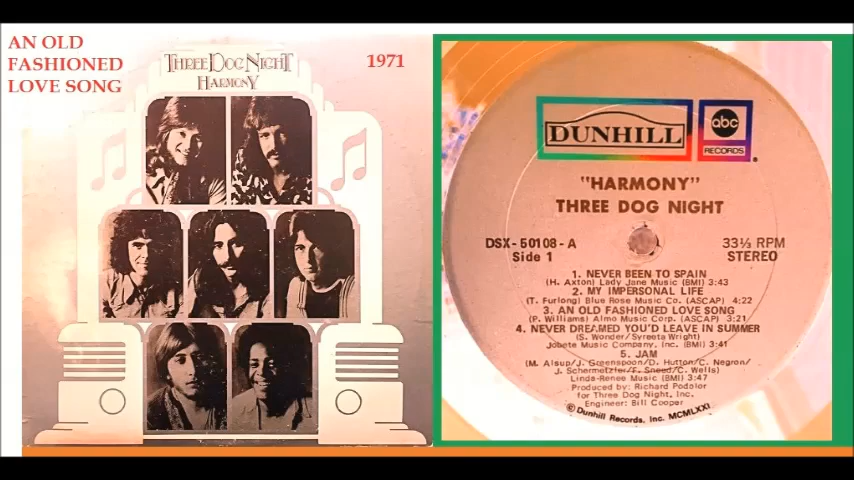 AN OLD
FASHIONED
LOVE SONG
THREE DOG NIGHT
HARMONY
1971
DUNHILL
abc
RECORDS
"HARMONY"
THREE DOG NIGHT
DSX-50108-A
Side 1
33⅓ RPM
STEREO
1. NEVER BEEN TO SPAIN
(H. Axton) Lady Jane Music (BMI) 3:43
2. MY IMPERSONAL LIFE
(T. Furlong) Blue Rose Music Co. (ASCAP) 4:22
3. AN OLD FASHIONED LOVE SONG
(P. Williams) Almo Music Corp. (ASCAP) 3:21
4. NEVER DREAMED YOU'D LEAVE IN SUMMER
(S. Wonder/Syreeta Wright)
Jobete Music Company, Inc. (BMI) 3:41
5. JAM
(M. Alsup/J. Greenspoon/D. Hutton/C. Negron/
J. Schermetzler/F. Sneed/C. Wells)
Linda-Renee Music (BMI) 3:47
Produced by: Richard Podolor
for Three Dog Night, Inc.
Engineer: Bill Cooper
©Dunhill Records, Inc. MCMLXXI